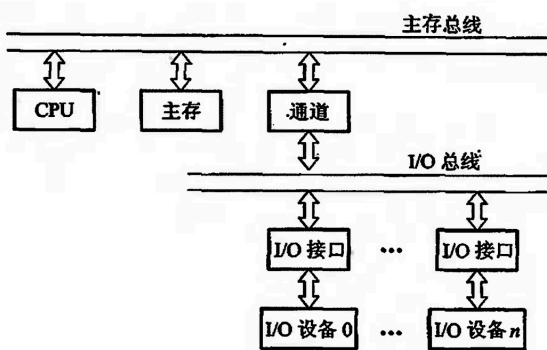 主存总线
CPU 主存 通道
I/O 总线
I/O 接口 ··· I/O 接口
I/O 设备 0 ··· I/O 设备 n